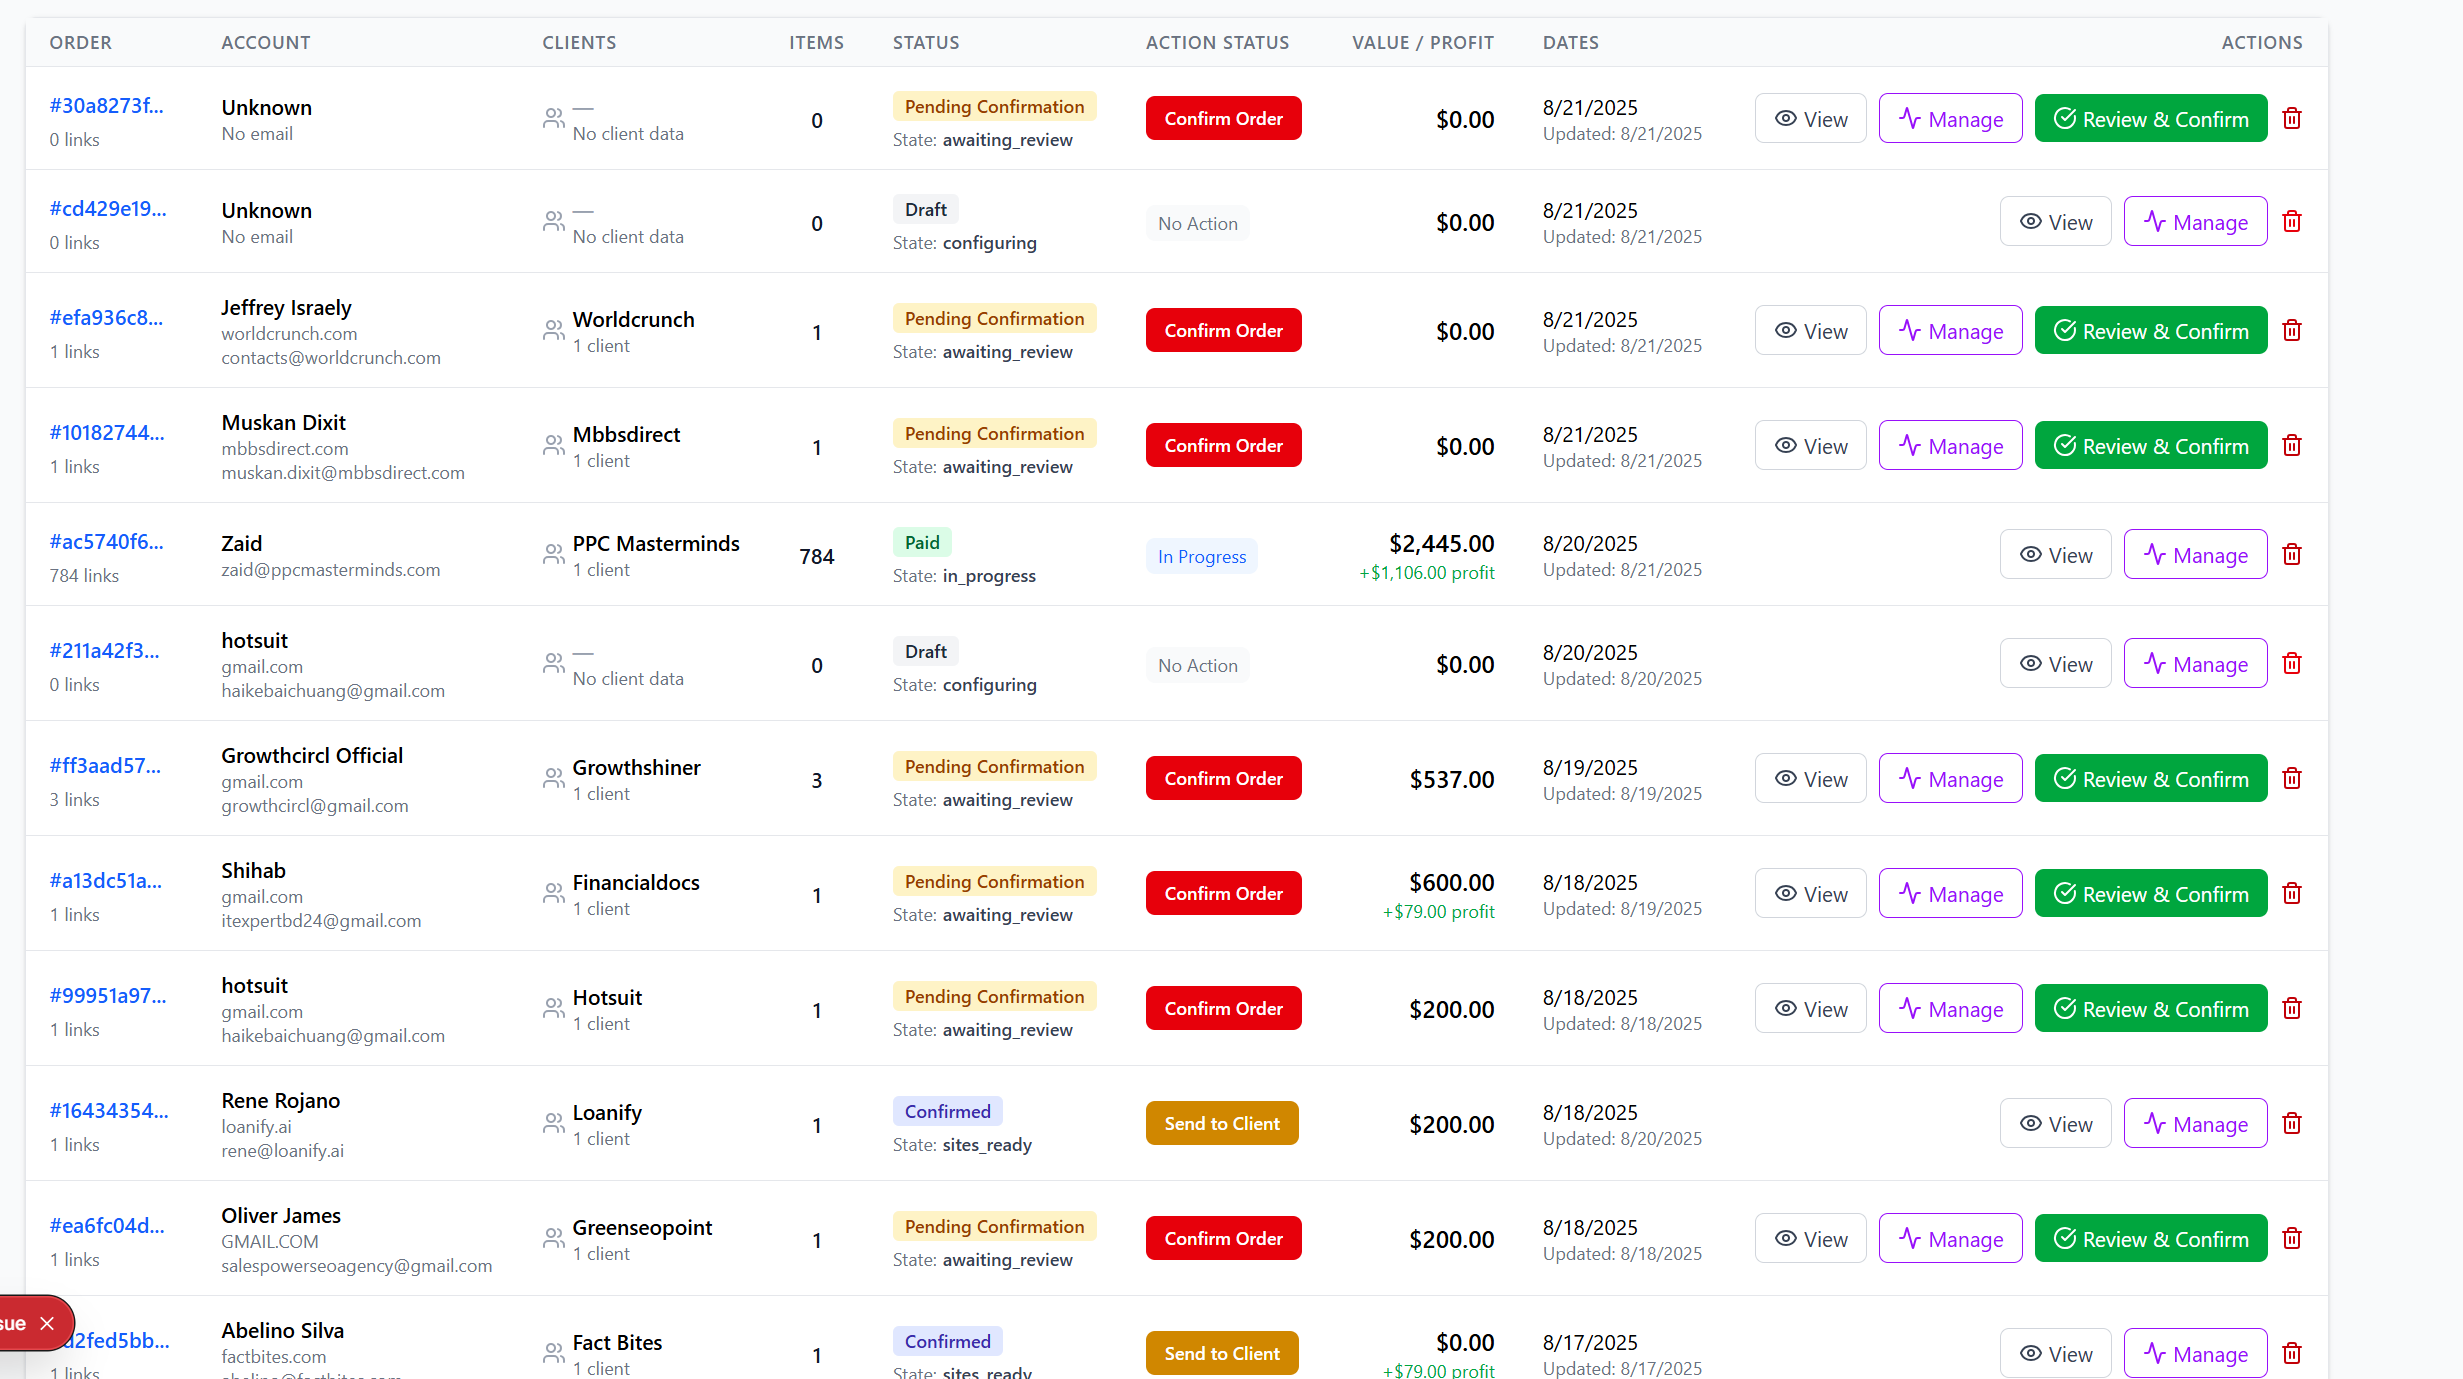 ORDER ACCOUNT CLIENTS ITEMS STATUS ACTION STATUS VALUE / PROFIT DATES ACTIONS
#30a8273f...
0 links
Unknown
No email
—
No client data
0
Pending Confirmation
State: awaiting_review
Confirm Order
$0.00
8/21/2025
Updated: 8/21/2025
View Manage Review & Confirm
#cd429e19...
0 links
Unknown
No email
—
No client data
0
Draft
State: configuring
No Action
$0.00
8/21/2025
Updated: 8/21/2025
View Manage
#efa936c8...
1 links
Jeffrey Israely
worldcrunch.com
contacts@worldcrunch.com
Worldcrunch
1 client
1
Pending Confirmation
State: awaiting_review
Confirm Order
$0.00
8/21/2025
Updated: 8/21/2025
View Manage Review & Confirm
#10182744...
1 links
Muskan Dixit
mbbsdirect.com
muskan.dixit@mbbsdirect.com
Mbbsdirect
1 client
1
Pending Confirmation
State: awaiting_review
Confirm Order
$0.00
8/21/2025
Updated: 8/21/2025
View Manage Review & Confirm
#ac5740f6...
784 links
Zaid
zaid@ppcmasterminds.com
PPC Masterminds
1 client
784
Paid
State: in_progress
In Progress
$2,445.00
+$1,106.00 profit
8/20/2025
Updated: 8/21/2025
View Manage
#211a42f3...
0 links
hotsuit
gmail.com
haikebaichuang@gmail.com
—
No client data
0
Draft
State: configuring
No Action
$0.00
8/20/2025
Updated: 8/20/2025
View Manage
#ff3aad57...
3 links
Growthcircl Official
gmail.com
growthcircl@gmail.com
Growthshiner
1 client
3
Pending Confirmation
State: awaiting_review
Confirm Order
$537.00
8/19/2025
Updated: 8/19/2025
View Manage Review & Confirm
#a13dc51a...
1 links
Shihab
gmail.com
itexpertbd24@gmail.com
Financialdocs
1 client
1
Pending Confirmation
State: awaiting_review
Confirm Order
$600.00
+$79.00 profit
8/18/2025
Updated: 8/19/2025
View Manage Review & Confirm
#99951a97...
1 links
hotsuit
gmail.com
haikebaichuang@gmail.com
Hotsuit
1 client
1
Pending Confirmation
State: awaiting_review
Confirm Order
$200.00
8/18/2025
Updated: 8/18/2025
View Manage Review & Confirm
#16434354...
1 links
Rene Rojano
loanify.ai
rene@loanify.ai
Loanify
1 client
1
Confirmed
State: sites_ready
Send to Client
$200.00
8/18/2025
Updated: 8/20/2025
View Manage
#ea6fc04d...
1 links
Oliver James
GMAIL.COM
salespowerseoagency@gmail.com
Greenseopoint
1 client
1
Pending Confirmation
State: awaiting_review
Confirm Order
$200.00
8/18/2025
Updated: 8/18/2025
View Manage Review & Confirm
d2fed5bb...
1 links
Abelino Silva
factbites.com
Fact Bites
1 client
1
Confirmed
State: sites_ready
Send to Client
$0.00
+$79.00 profit
8/17/2025
Updated: 8/17/2025
View Manage